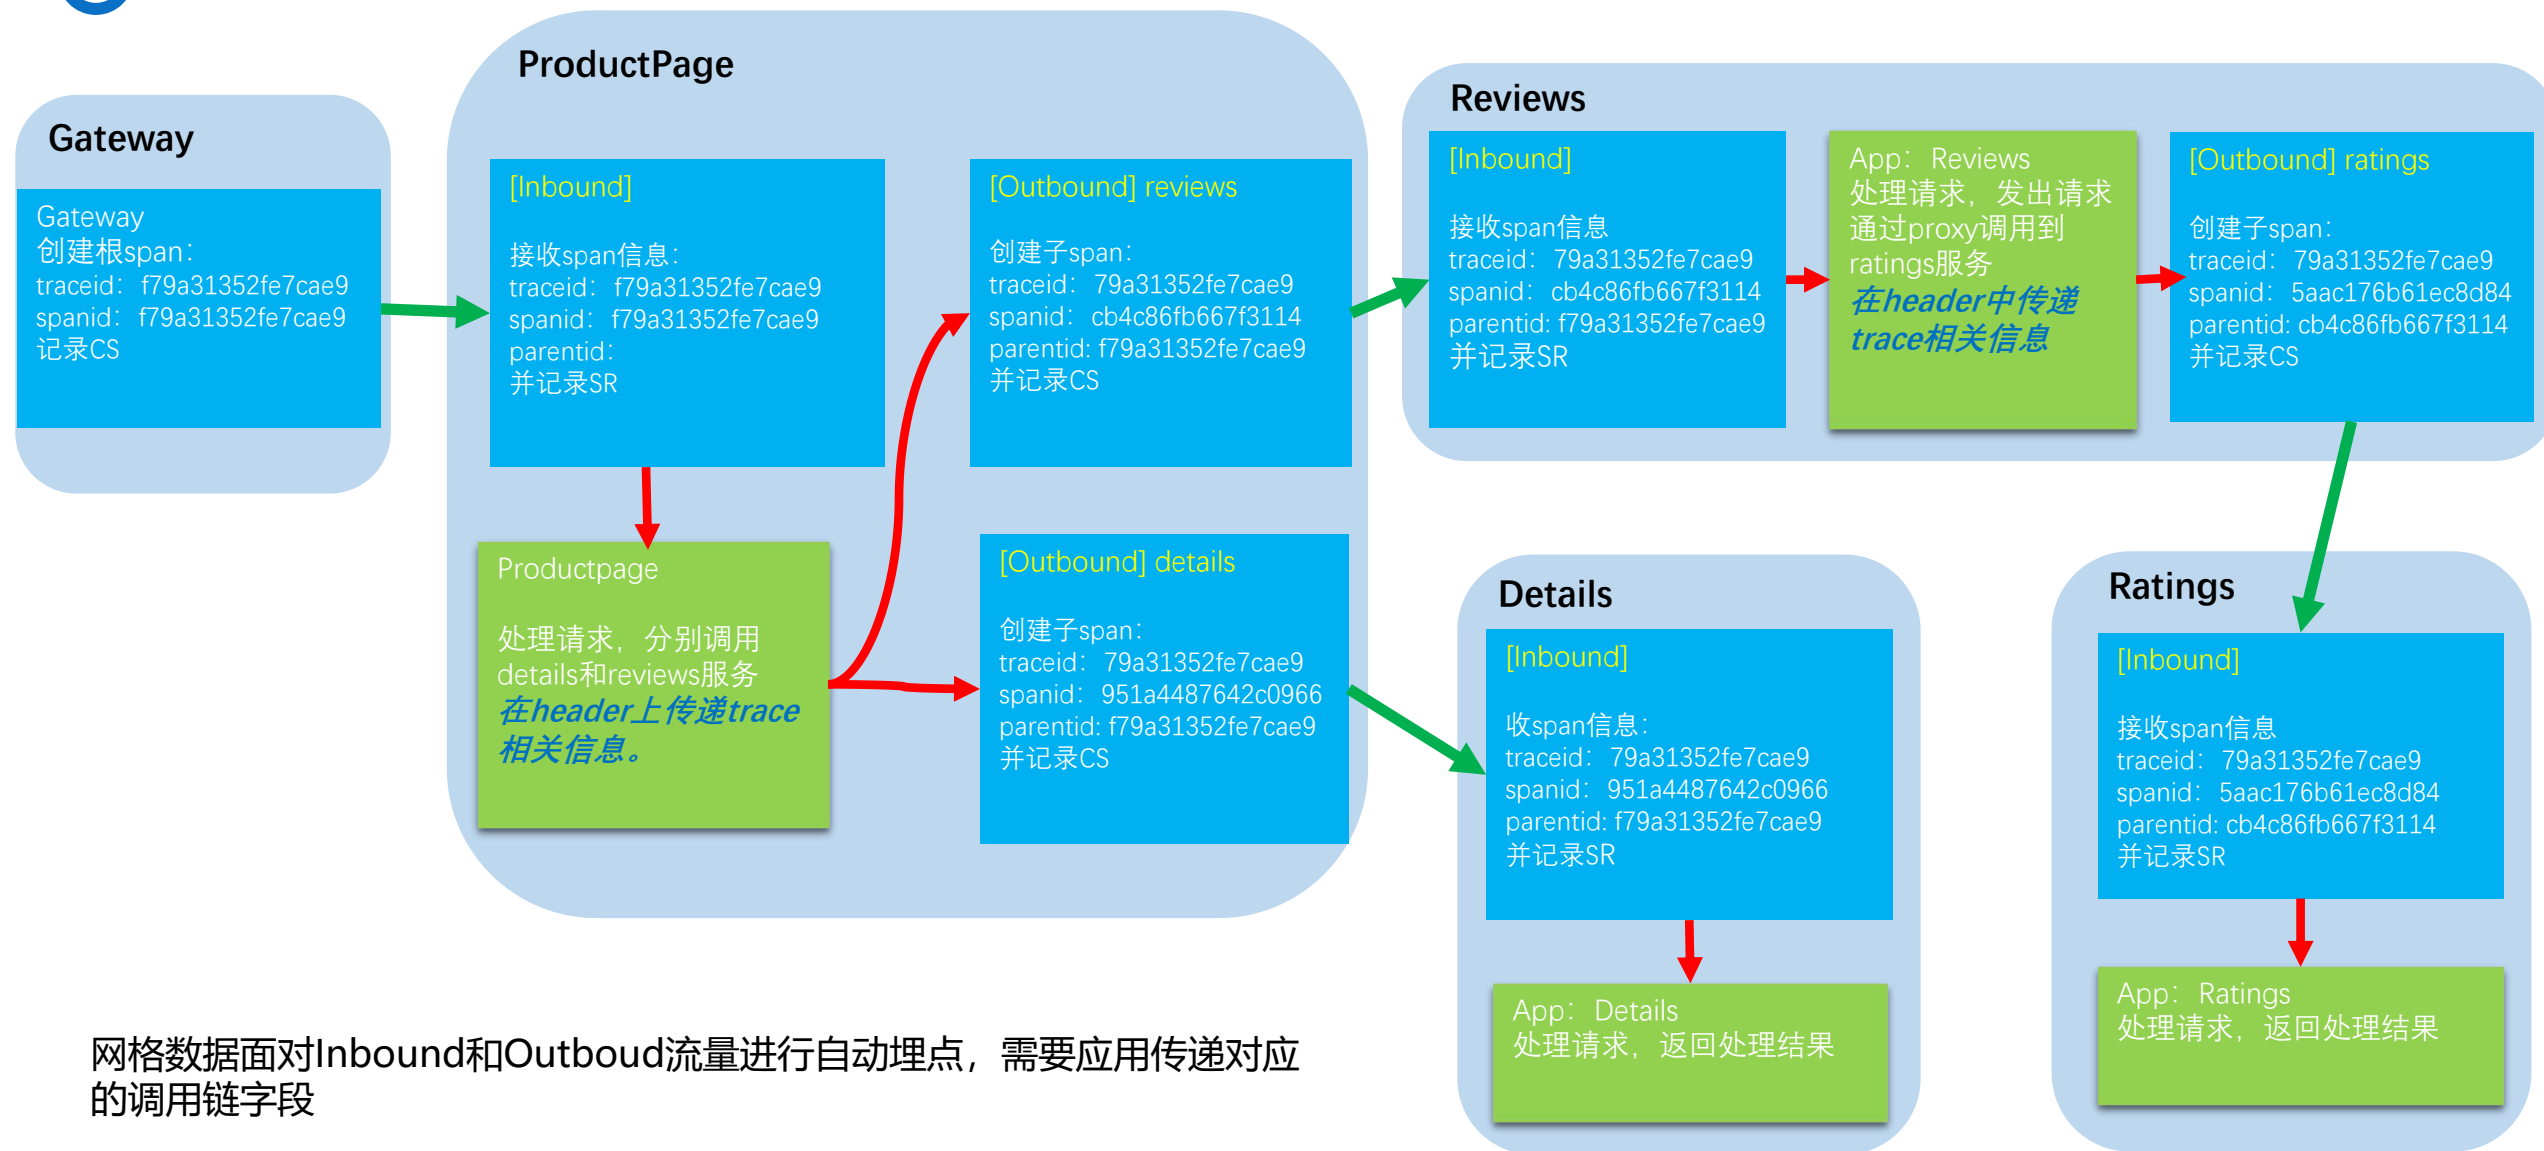 Gateway
Gateway
创建根span：
traceid： f79a31352fe7cae9
spanid： f79a31352fe7cae9
记录CS
ProductPage
[Inbound]
接收span信息：
traceid： f79a31352fe7cae9
spanid： f79a31352fe7cae9
parentid:
并记录SR
Productpage
处理请求，分别调用
details和reviews服务
在header上传递trace
相关信息。
[Outbound] reviews
创建子span：
traceid： 79a31352fe7cae9
spanid： cb4c86fb667f3114
parentid: f79a31352fe7cae9
并记录CS
[Outbound] details
创建子span：
traceid： 79a31352fe7cae9
spanid： 951a4487642c0966
parentid: f79a31352fe7cae9
并记录CS
Reviews
[Inbound]
接收span信息
traceid： 79a31352fe7cae9
spanid： cb4c86fb667f3114
parentid: f79a31352fe7cae9
并记录SR
App： Reviews
处理请求，发出请求
通过proxy调用到
ratings服务
在header中传递
trace相关信息
[Outbound] ratings
创建子span：
traceid： 79a31352fe7cae9
spanid： 5aac176b61ec8d84
parentid: cb4c86fb667f3114
并记录CS
Details
[Inbound]
收span信息：
traceid： 79a31352fe7cae9
spanid： 951a4487642c0966
parentid: f79a31352fe7cae9
并记录SR
App： Details
处理请求，返回处理结果
Ratings
[Inbound]
接收span信息
traceid： 79a31352fe7cae9
spanid： 5aac176b61ec8d84
parentid: cb4c86fb667f3114
并记录SR
App： Ratings
处理请求，返回处理结果
网格数据面对Inbound和Outboud流量进行自动埋点，需要应用传递对应
的调用链字段